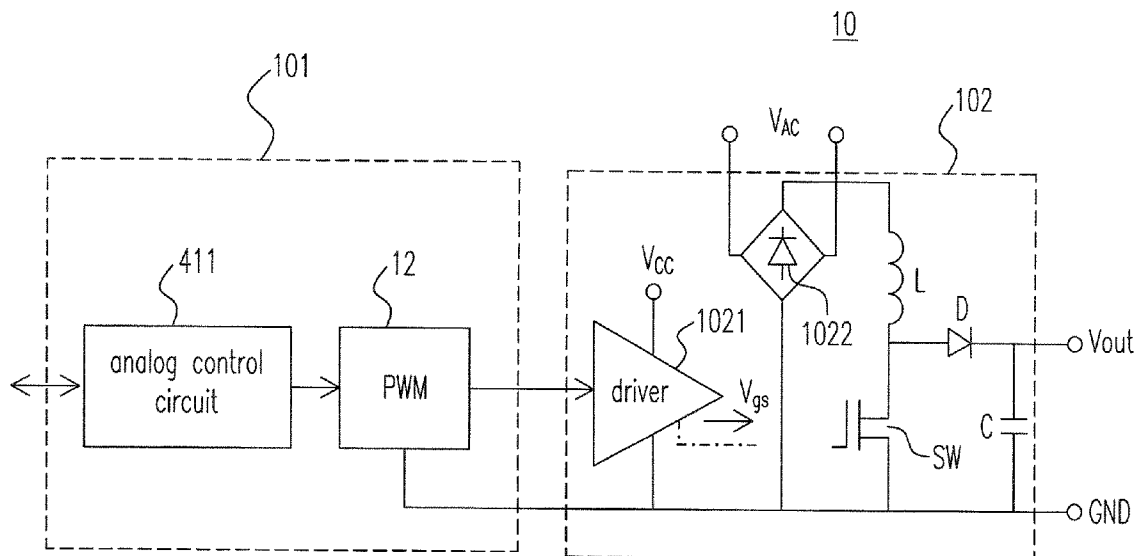 10
101
102
V_AC
411
12
V_CC
1021
1022
L
D
analog control
circuit
PWM
driver
V_gs
Vout
C
SW
GND